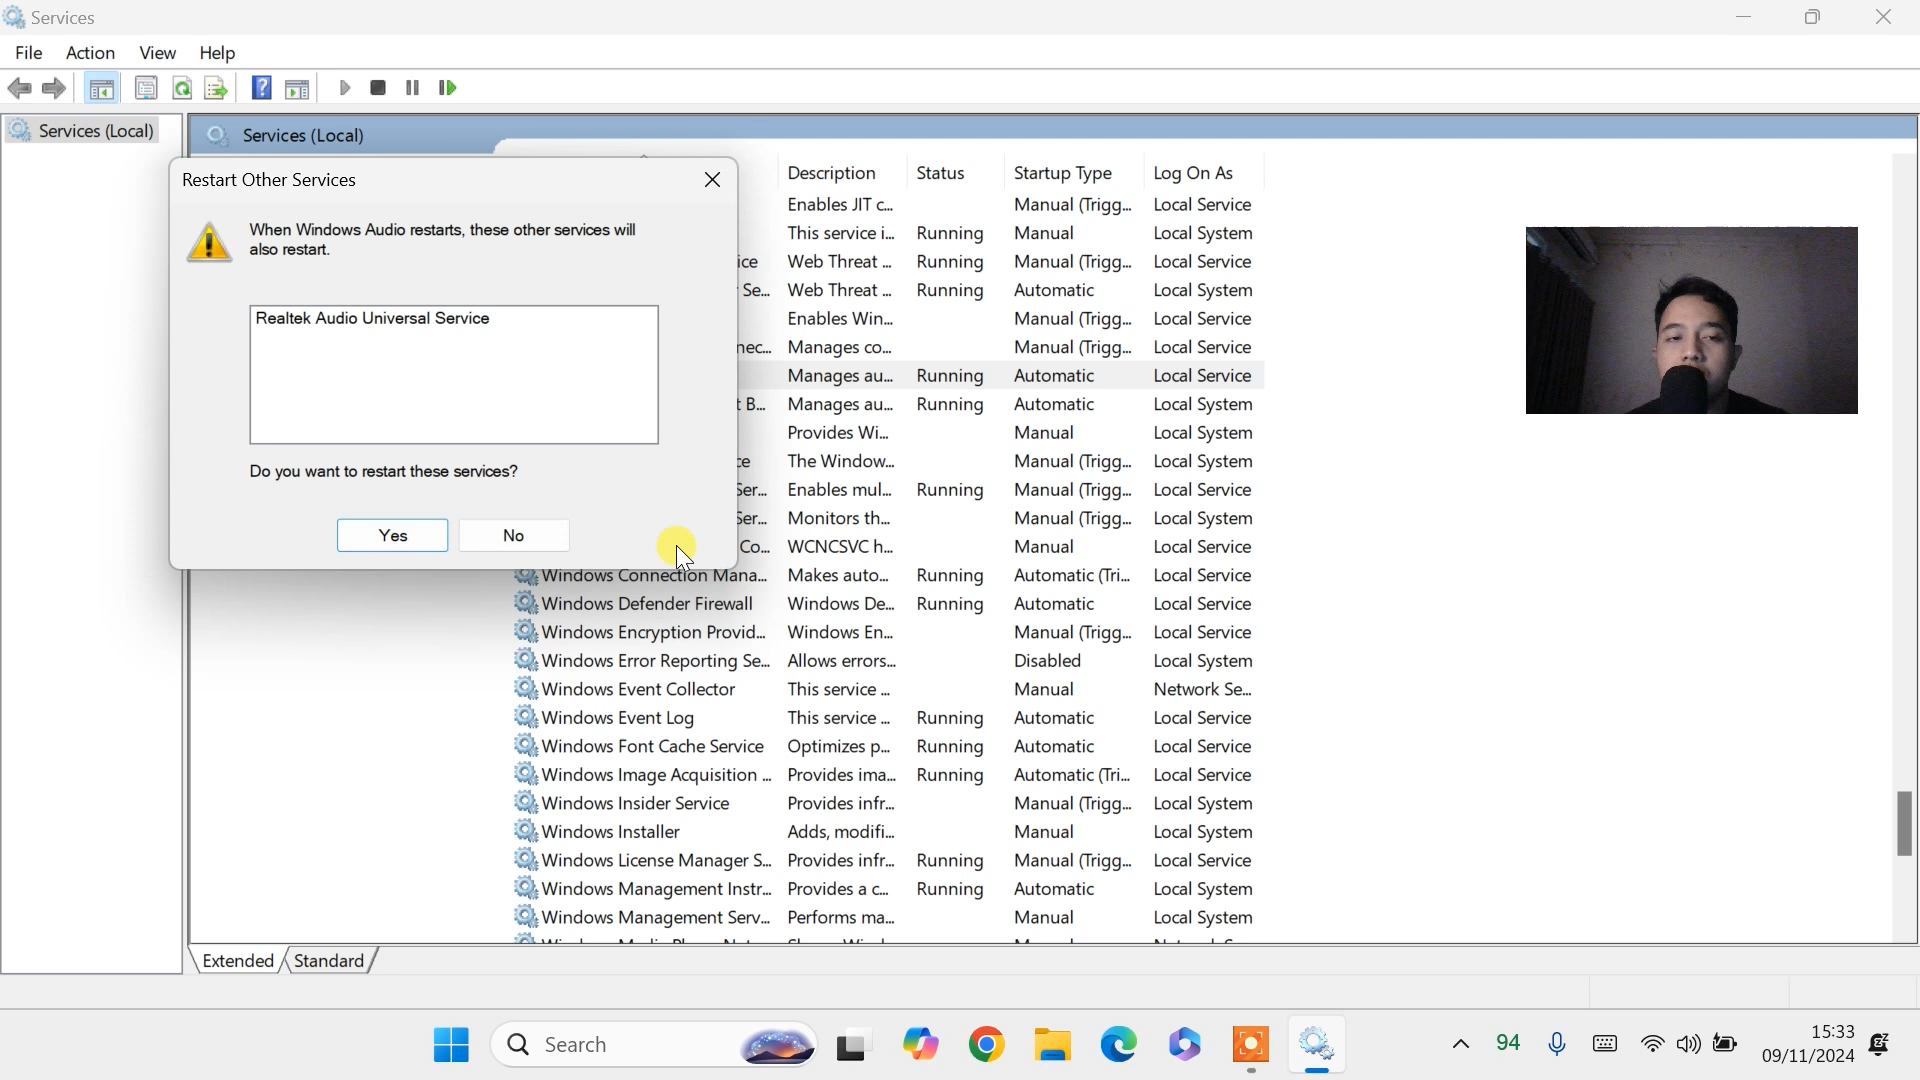 Services
File Action View Help
Services (Local)
Services (Local)
Restart Other Services
When Windows Audio restarts, these other services will
also restart.
Realtek Audio Universal Service
Do you want to restart these services?
Yes No
Description Status Startup Type Log On As
Enables JIT c... Manual (Trigg... Local Service
This service i... Running Manual Local System
ice Web Threat ... Running Manual (Trigg... Local Service
Se... Web Threat ... Running Automatic Local System
Enables Win... Manual (Trigg... Local Service
nec... Manages co... Manual (Trigg... Local Service
Manages au... Running Automatic Local Service
t B... Manages au... Running Automatic Local System
Provides Wi... Manual Local System
ce The Window... Manual (Trigg... Local System
Ser... Enables mul... Running Manual (Trigg... Local Service
Ser... Monitors th... Manual (Trigg... Local Service
Co... WCNCSVC h... Manual Local Service
Windows Connection Mana... Makes auto... Running Automatic (Tri... Local Service
Windows Defender Firewall Windows De... Running Automatic Local Service
Windows Encryption Provid... Windows En... Manual (Trigg... Local Service
Windows Error Reporting Se... Allows errors... Disabled Local System
Windows Event Collector This service ... Manual Network Se...
Windows Event Log This service ... Running Automatic Local Service
Windows Font Cache Service Optimizes p... Running Automatic Local Service
Windows Image Acquisition ... Provides ima... Running Automatic (Tri... Local Service
Windows Insider Service Provides infr... Manual (Trigg... Local System
Windows Installer Adds, modifi... Manual Local System
Windows License Manager S... Provides infr... Running Manual (Trigg... Local Service
Windows Management Instr... Provides a c... Running Automatic Local System
Windows Management Serv... Performs ma... Manual Local System
Extended Standard
Search
94
15:33
09/11/2024